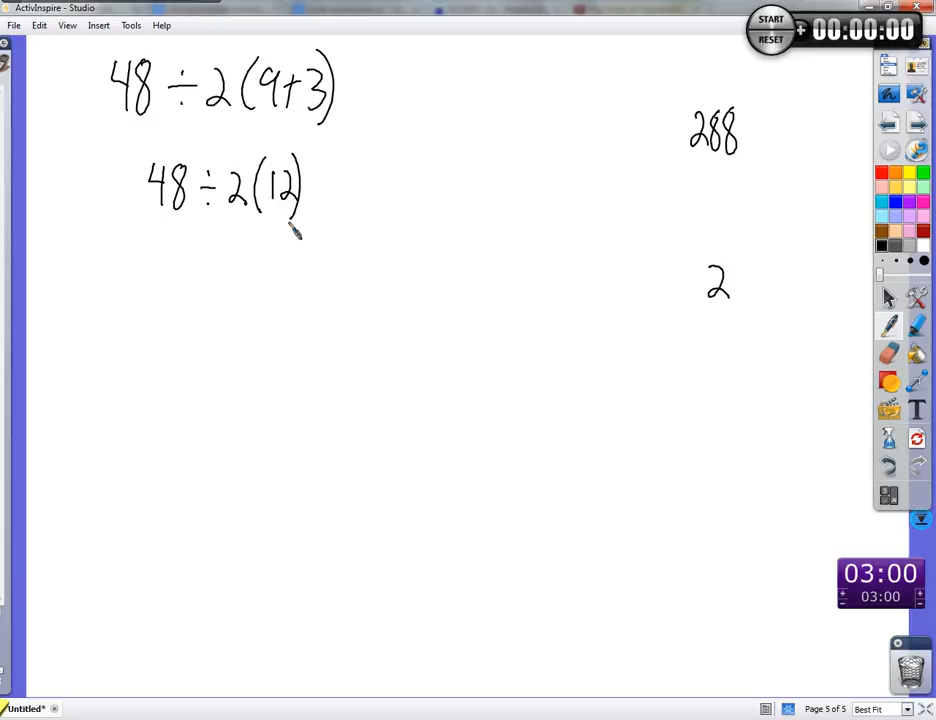 ActivInspire - Studio
File Edit View Insert Tools Help
START
RESET
00:00:00
48 ÷ 2 (9+3)
288
48 ÷ 2 (12)
2
03:00
03:00
Untitled*
Page 5 of 5
Best Fit